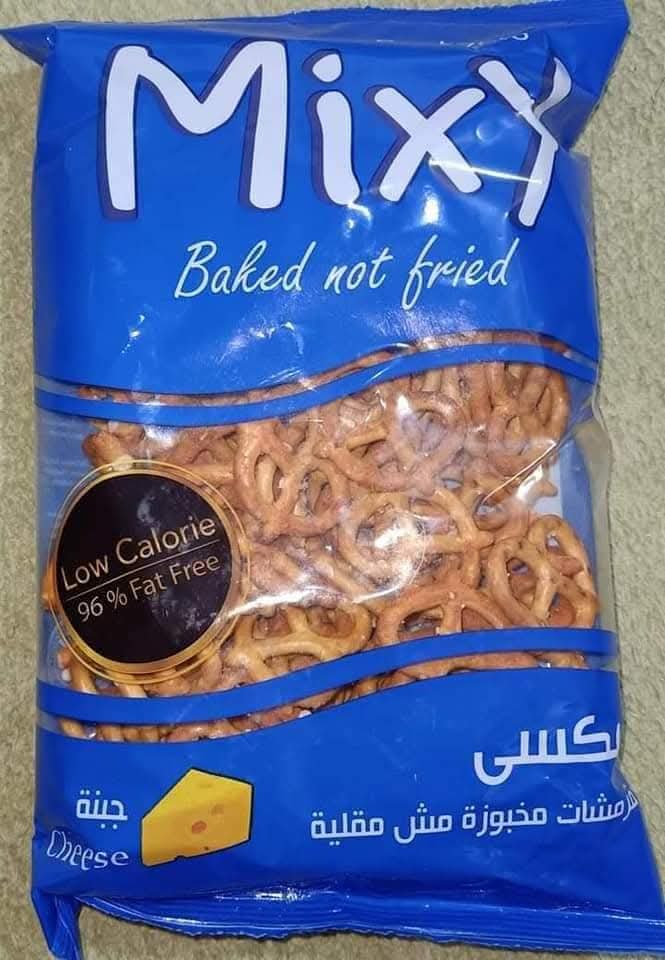 Mixy
Baked not fried
Low Calorie
96 % Fat Free
جبنة
Cheese
مخبوزة مش مقلية